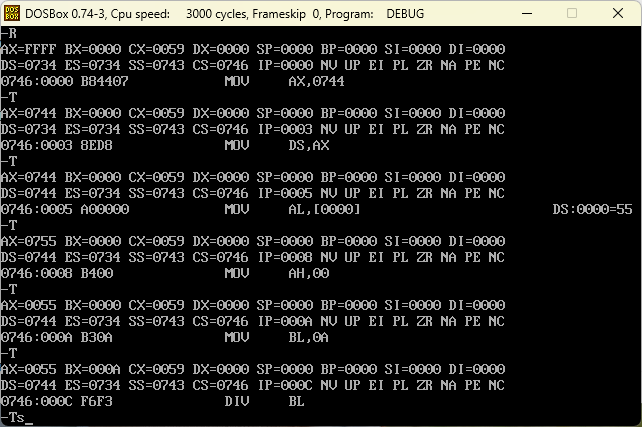 DOSBox 0.74-3, Cpu speed:    3000 cycles, Frameskip  0, Program:    DEBUG
-R
AX=FFFF BX=0000 CX=0059 DX=0000 SP=0000 BP=0000 SI=0000 DI=0000
DS=0734 ES=0734 SS=0743 CS=0746 IP=0000 NV UP EI PL ZR NA PE NC
0746:0000 B84407            MOV     AX,0744
-T
AX=0744 BX=0000 CX=0059 DX=0000 SP=0000 BP=0000 SI=0000 DI=0000
DS=0734 ES=0734 SS=0743 CS=0746 IP=0003 NV UP EI PL ZR NA PE NC
0746:0003 8ED8              MOV     DS,AX
-T
AX=0744 BX=0000 CX=0059 DX=0000 SP=0000 BP=0000 SI=0000 DI=0000
DS=0744 ES=0734 SS=0743 CS=0746 IP=0005 NV UP EI PL ZR NA PE NC
0746:0005 A00000            MOV     AL,[0000]                        DS:0000=55
-T
AX=0755 BX=0000 CX=0059 DX=0000 SP=0000 BP=0000 SI=0000 DI=0000
DS=0744 ES=0734 SS=0743 CS=0746 IP=0008 NV UP EI PL ZR NA PE NC
0746:0008 B400              MOV     AH,00
-T
AX=0055 BX=0000 CX=0059 DX=0000 SP=0000 BP=0000 SI=0000 DI=0000
DS=0744 ES=0734 SS=0743 CS=0746 IP=000A NV UP EI PL ZR NA PE NC
0746:000A B30A              MOV     BL,0A
-T
AX=0055 BX=000A CX=0059 DX=0000 SP=0000 BP=0000 SI=0000 DI=0000
DS=0744 ES=0734 SS=0743 CS=0746 IP=000C NV UP EI PL ZR NA PE NC
0746:000C F6F3              DIV     BL
-Ts_